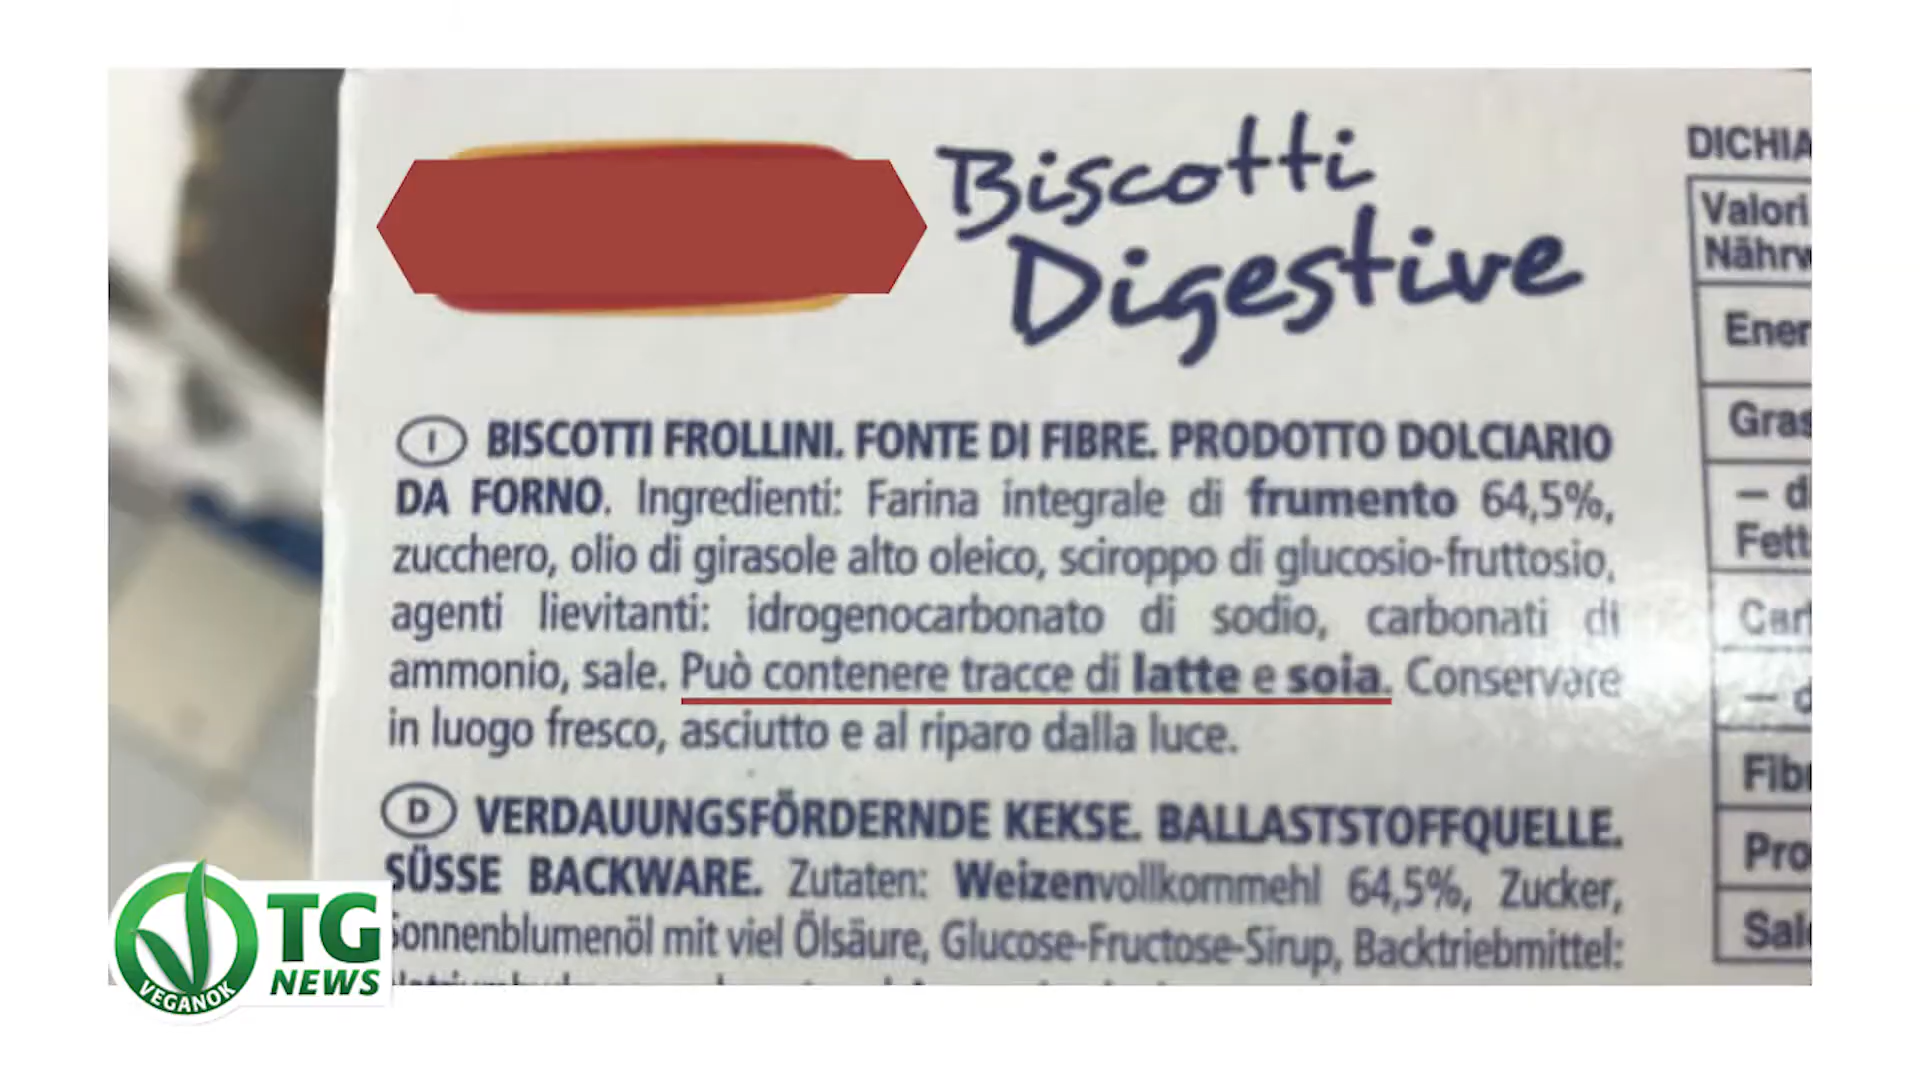 Biscotti
Digestive
I BISCOTTI FROLLINI. FONTE DI FIBRE. PRODOTTO DOLCIARIO
DA FORNO. Ingredienti: Farina integrale di frumento 64,5%,
zucchero, olio di girasole alto oleico, sciroppo di glucosio-fruttosio,
agenti lievitanti: idrogenocarbonato di sodio, carbonati di
ammonio, sale. Può contenere tracce di latte e soia. Conservare
in luogo fresco, asciutto e al riparo dalla luce.
D VERDAUUNGSFÖRDERNDE KEKSE. BALLASTSTOFFQUELLE.
SÜSSE BACKWARE. Zutaten: Weizenvollkornmehl 64,5%, Zucker,
Sonnenblumenöl mit viel Ölsäure, Glucose-Fructose-Sirup, Backtriebmittel:
DICHIA
Valori
Nährw
Ener
Gras
– d
Fett
Car
– d
Fib
Pro
Sal
TG
NEWS
VEGANOK